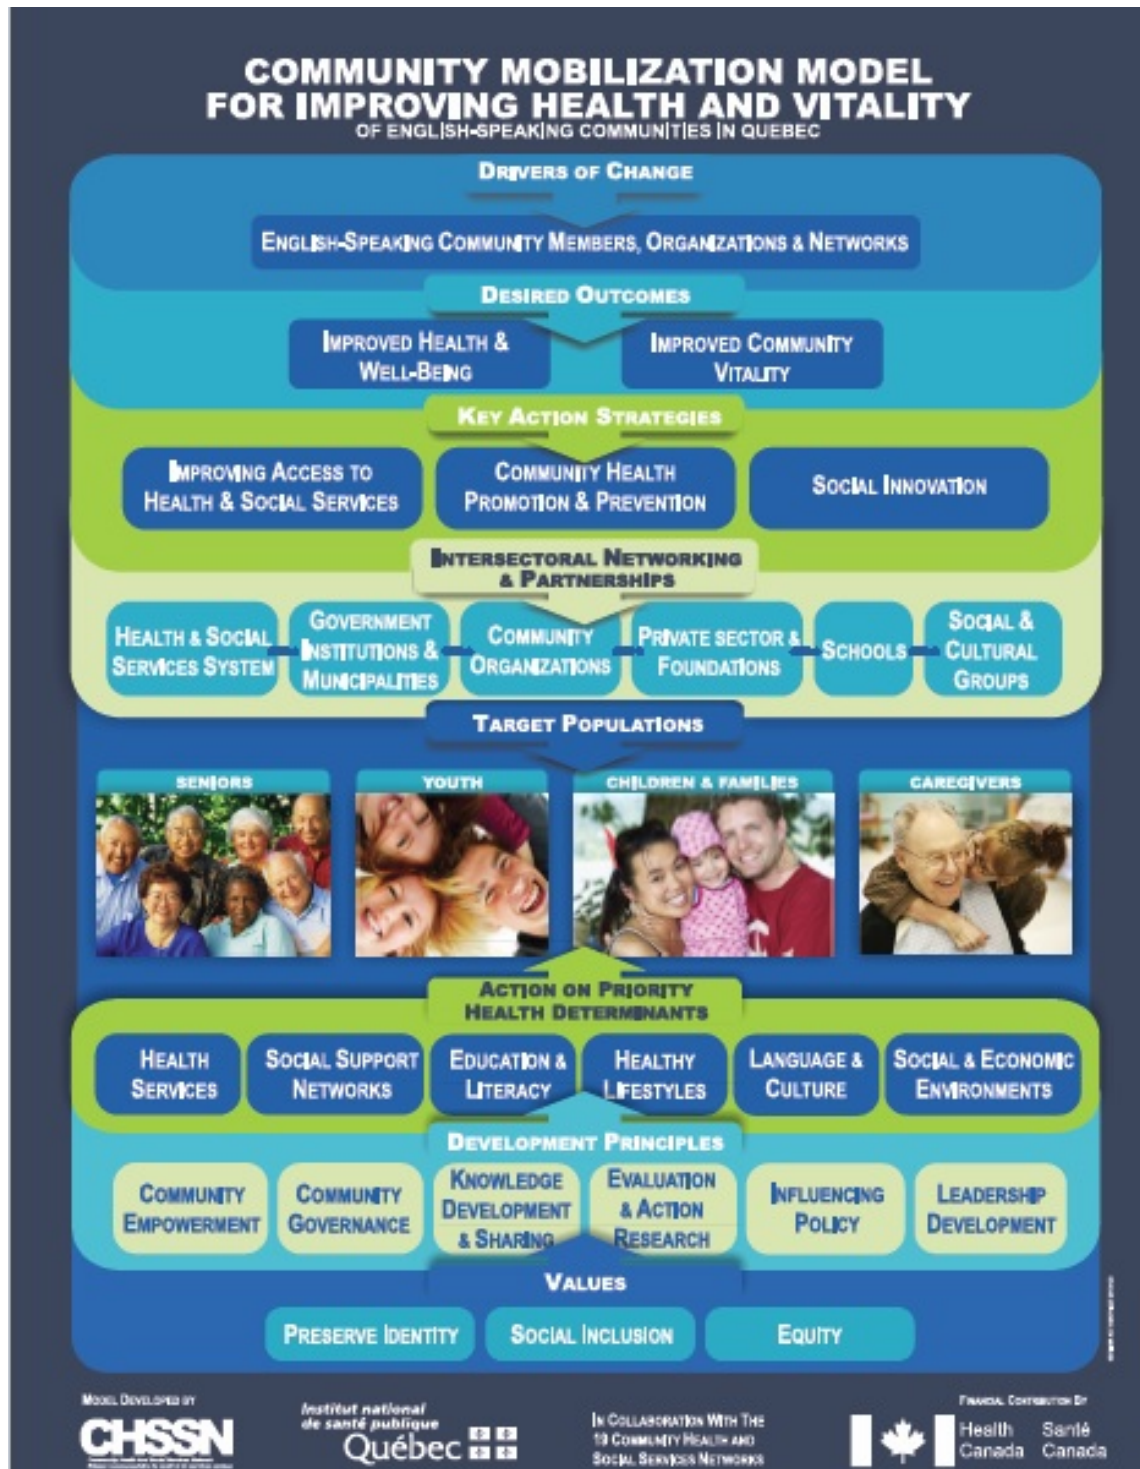 COMMUNITY MOBILIZATION MODEL
FOR IMPROVING HEALTH AND VITALITY
OF ENGLISH-SPEAKING COMMUNITIES IN QUEBEC
DRIVERS OF CHANGE
ENGLISH-SPEAKING COMMUNITY MEMBERS, ORGANIZATIONS & NETWORKS
DESIRED OUTCOMES
IMPROVED HEALTH &
WELL-BEING
IMPROVED COMMUNITY
VITALITY
KEY ACTION STRATEGIES
IMPROVING ACCESS TO
HEALTH & SOCIAL SERVICES
COMMUNITY HEALTH
PROMOTION & PREVENTION
SOCIAL INNOVATION
INTERSECTORAL NETWORKING
& PARTNERSHIPS
HEALTH & SOCIAL
SERVICES SYSTEM
GOVERNMENT
INSTITUTIONS &
MUNICIPALITIES
COMMUNITY
ORGANIZATIONS
PRIVATE SECTOR &
FOUNDATIONS
SCHOOLS
SOCIAL &
CULTURAL
GROUPS
TARGET POPULATIONS
SENIORS
YOUTH
CHILDREN & FAMILIES
CAREGIVERS
ACTION ON PRIORITY
HEALTH DETERMINANTS
HEALTH
SERVICES
SOCIAL SUPPORT
NETWORKS
EDUCATION &
LITERACY
HEALTHY
LIFESTYLES
LANGUAGE &
CULTURE
SOCIAL & ECONOMIC
ENVIRONMENTS
DEVELOPMENT PRINCIPLES
COMMUNITY
EMPOWERMENT
COMMUNITY
GOVERNANCE
KNOWLEDGE
DEVELOPMENT
& SHARING
EVALUATION
& ACTION
RESEARCH
INFLUENCING
POLICY
LEADERSHIP
DEVELOPMENT
VALUES
PRESERVE IDENTITY
SOCIAL INCLUSION
EQUITY
MODEL DEVELOPED BY
CHSSN
Institut national
de santé publique
Québec
IN COLLABORATION WITH THE
19 COMMUNITY HEALTH AND
SOCIAL SERVICES NETWORKS
FINANCIAL CONTRIBUTION BY
Health
Canada
Santé
Canada